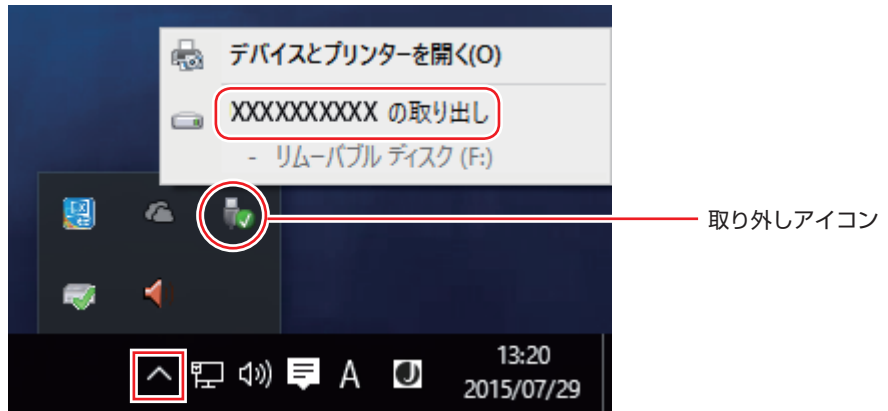 デバイスとプリンターを開く(O)
XXXXXXXXXX の取り出し
- リムーバブル ディスク (F:)
取り外しアイコン
A J 13:20
2015/07/29